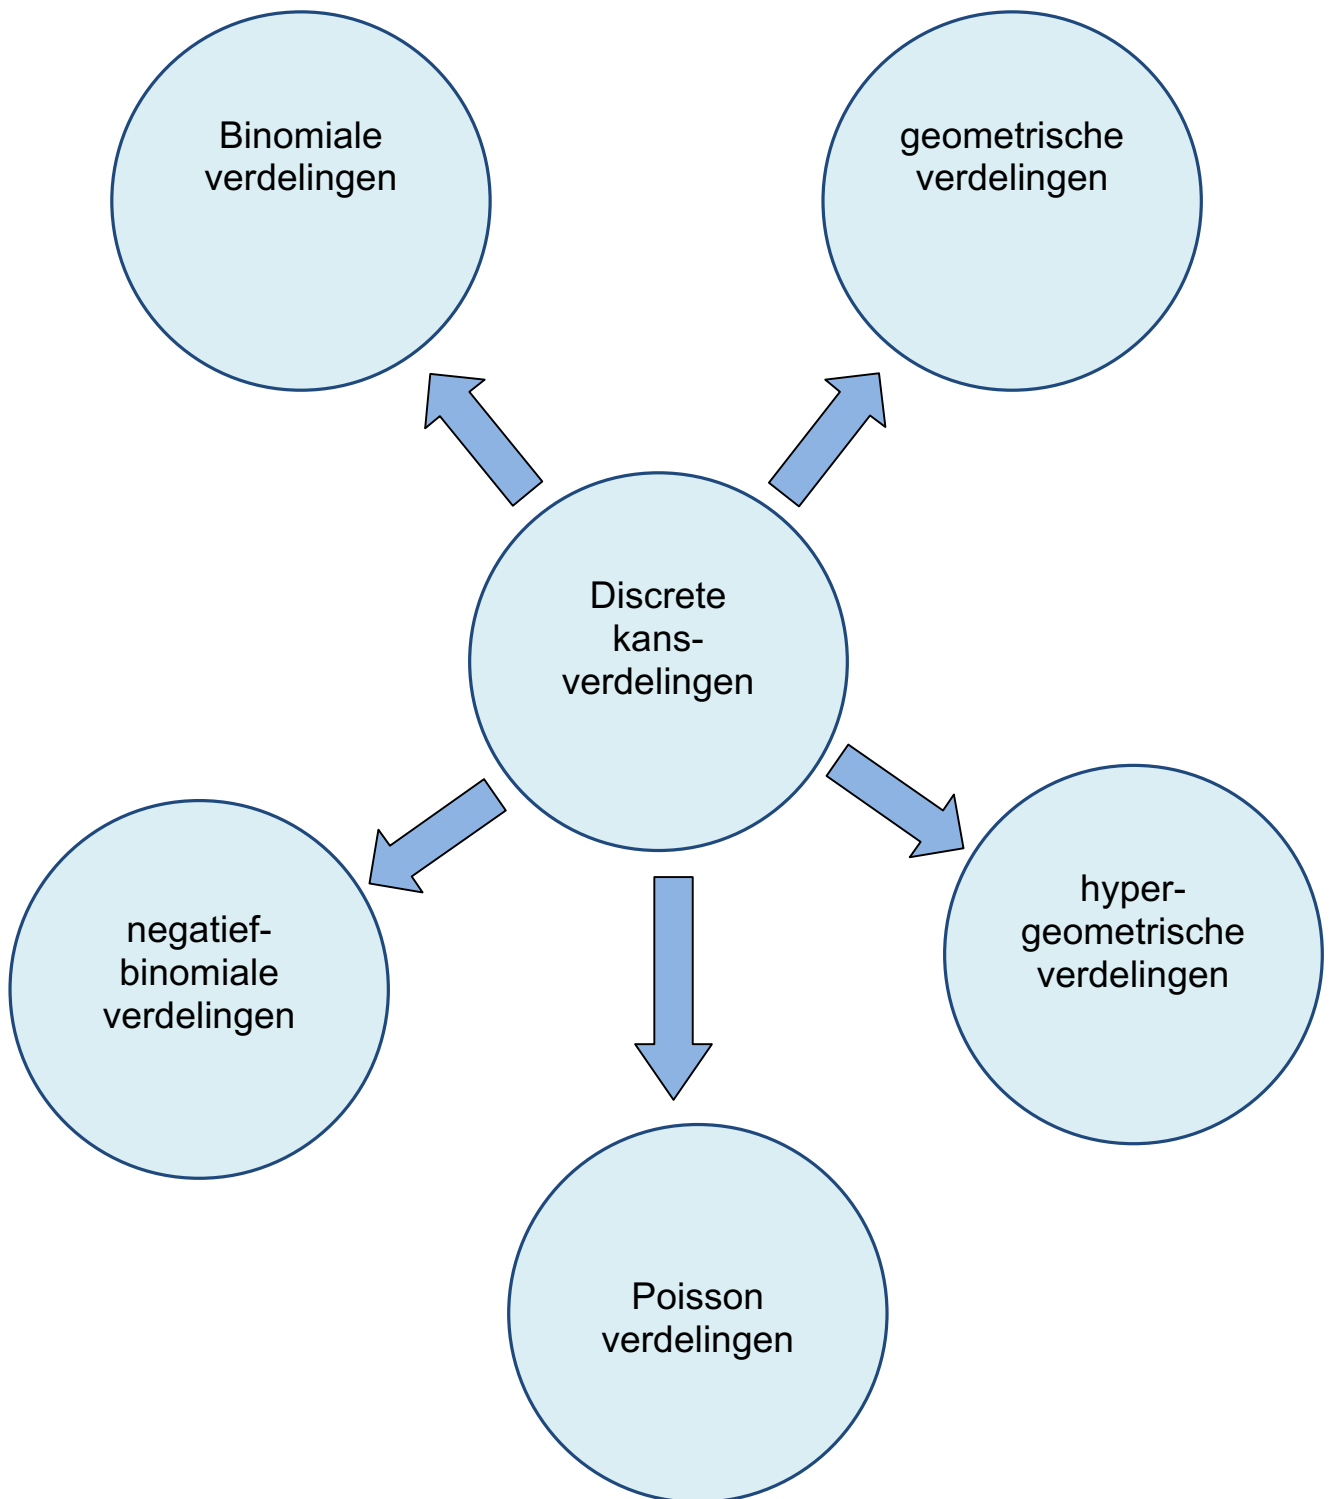 Binomiale
verdelingen
geometrische
verdelingen
Discrete
kans-
verdelingen
negatief-
binomiale
verdelingen
hyper-
geometrische
verdelingen
Poisson
verdelingen